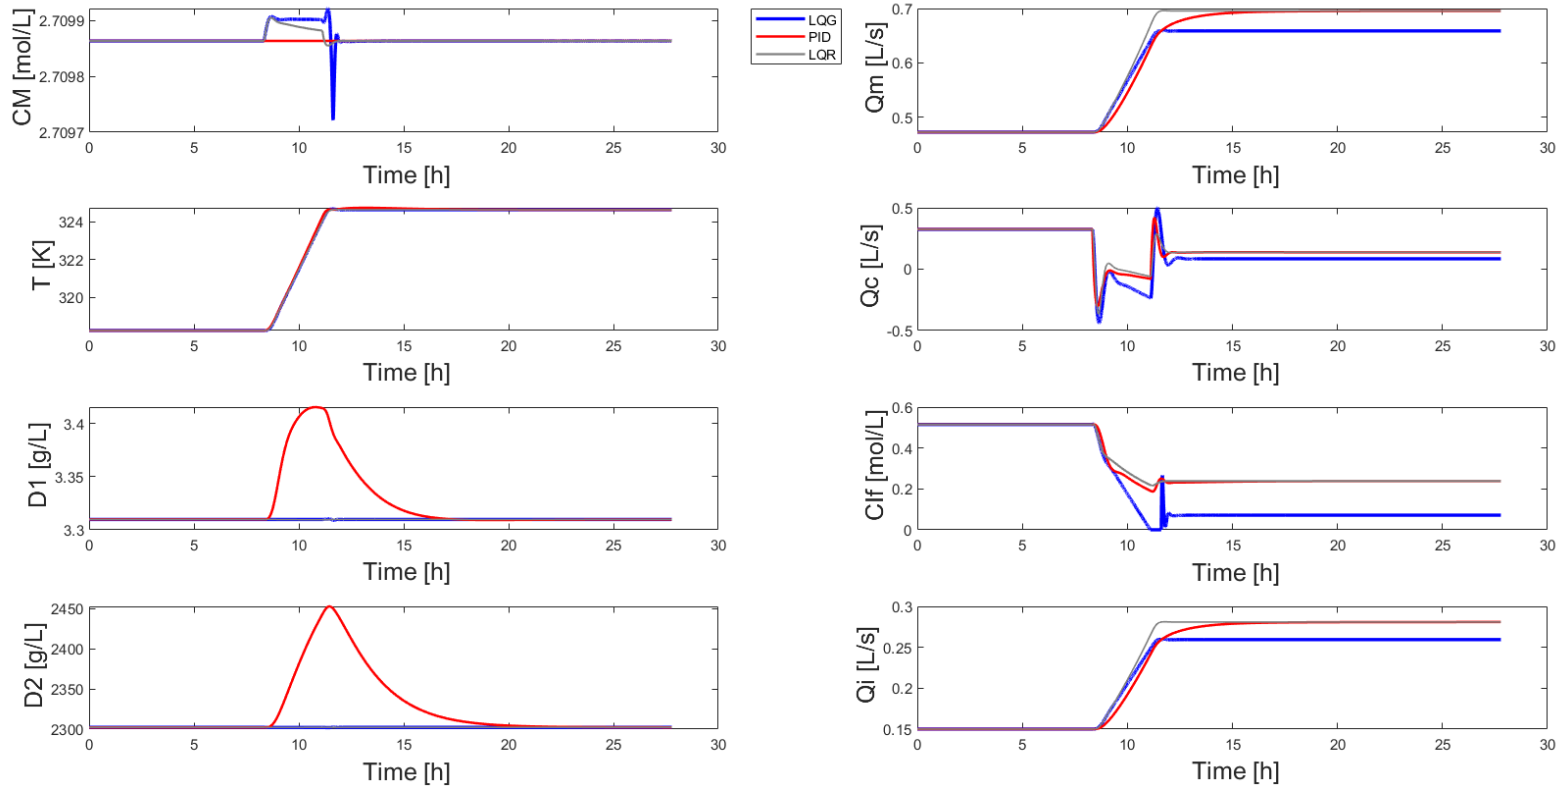 CM [mol/L]
2.7099
2.7098
2.7097
0 5 10 15 20 25 30
Time [h]
LQG
PID
LQR
Qm [L/s]
0.7
0.6
0.5
0 5 10 15 20 25 30
Time [h]
T [K]
324
322
320
0 5 10 15 20 25 30
Time [h]
Qc [L/s]
0.5
0
-0.5
0 5 10 15 20 25 30
Time [h]
D1 [g/L]
3.4
3.35
3.3
0 5 10 15 20 25 30
Time [h]
CIf [mol/L]
0.6
0.4
0.2
0
0 5 10 15 20 25 30
Time [h]
D2 [g/L]
2450
2400
2350
2300
0 5 10 15 20 25 30
Time [h]
Qi [L/s]
0.3
0.25
0.2
0.15
0 5 10 15 20 25 30
Time [h]